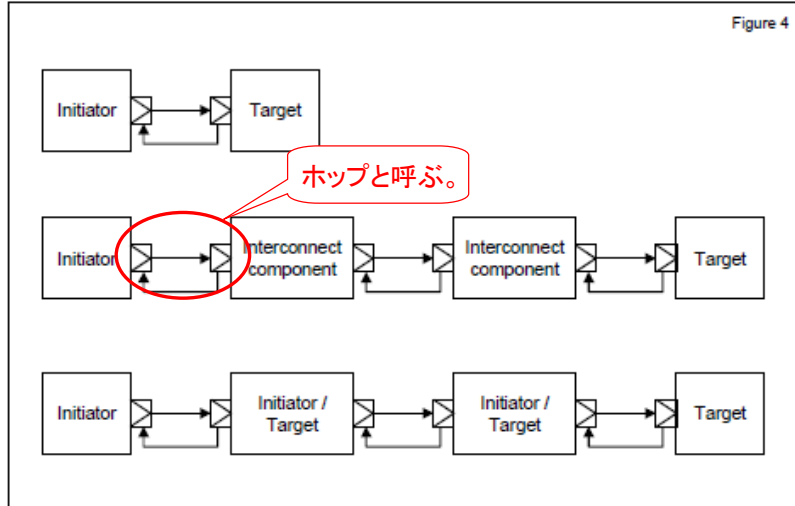 Figure 4
Initiator
Target
ホップと呼ぶ。
Initiator
Interconnect
component
Interconnect
component
Target
Initiator
Initiator /
Target
Initiator /
Target
Target